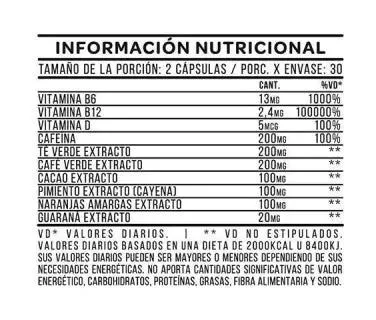 INFORMACIÓN NUTRICIONAL
TAMAÑO DE LA PORCIÓN: 2 CÁPSULAS / PORC. X ENVASE: 30
CANT. %VD*
VITAMINA B6 13MG 1000%
VITAMINA B12 2,4MG 100000%
VITAMINA D 5MCG 100%
CAFEÍNA 200MG 100%
TÉ VERDE EXTRACTO 200MG **
CAFÉ VERDE EXTRACTO 200MG **
CACAO EXTRACTO 100MG **
PIMIENTO EXTRACTO (CAYENA) 100MG **
NARANJAS AMARGAS EXTRACTO 100MG **
GUARANÁ EXTRACTO 20MG **
VD* VALORES DIARIOS. | ** VD NO ESTIPULADOS.
VALORES DIARIOS BASADOS EN UNA DIETA DE 2000KCAL U 8400KJ.
SUS VALORES DIARIOS PUEDEN SER MAYORES O MENORES DEPENDIENDO DE SUS
NECESIDADES ENERGÉTICAS. NO APORTA CANTIDADES SIGNIFICATIVAS DE VALOR
ENERGÉTICO, CARBOHIDRATOS, PROTEÍNAS, GRASAS, FIBRA ALIMENTARIA Y SODIO.